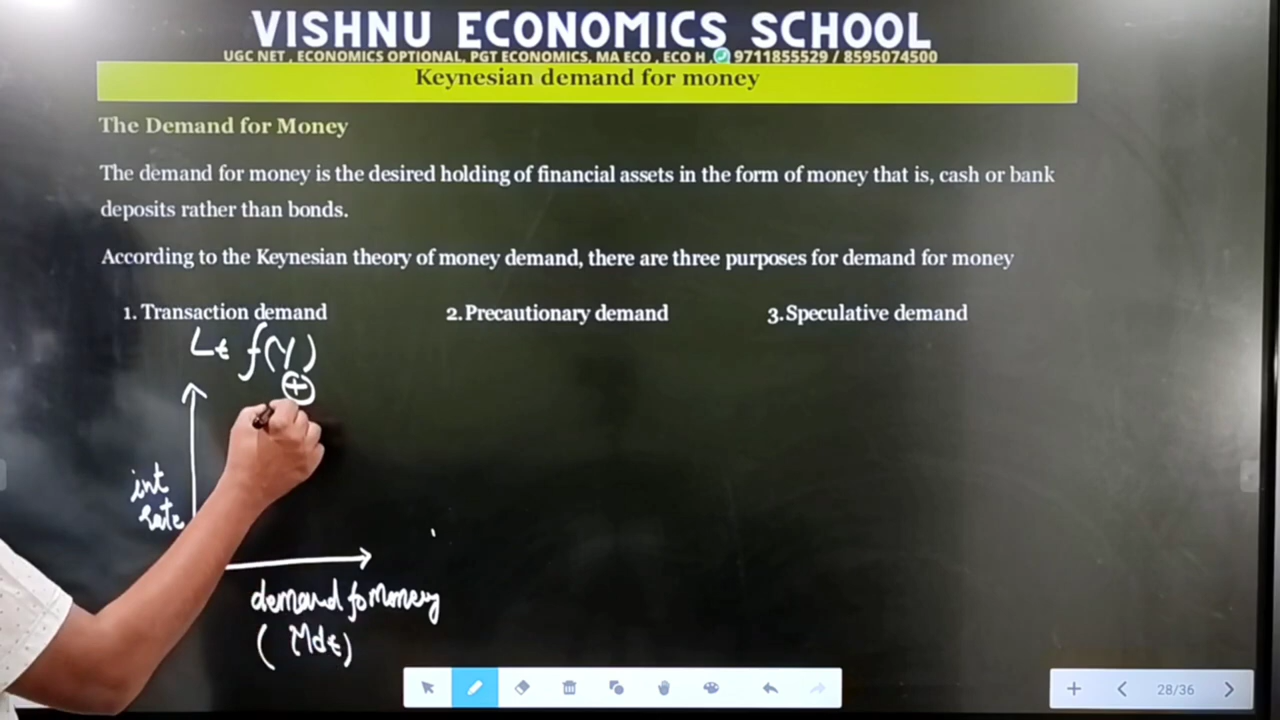 VISHNU ECONOMICS SCHOOL
UGC NET , ECONOMICS OPTIONAL, PGT ECONOMICS, MA ECO , ECO H , 9711855529 / 8595074500
Keynesian demand for money
The Demand for Money
The demand for money is the desired holding of financial assets in the form of money that is, cash or bank
deposits rather than bonds.
According to the Keynesian theory of money demand, there are three purposes for demand for money
1. Transaction demand 2. Precautionary demand 3. Speculative demand
Lt f(Y)
+
int
rate
demand fo money
(Mdt)
28/36